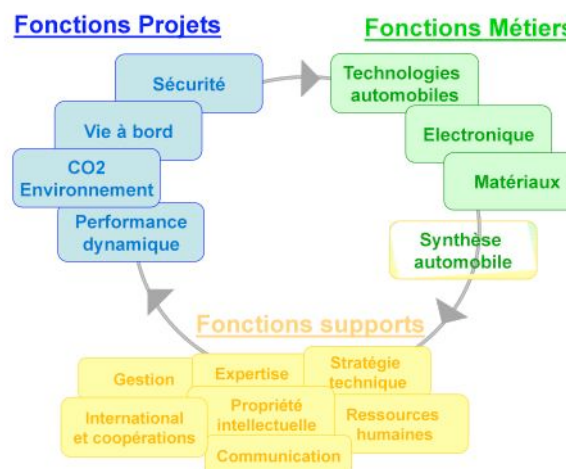 Fonctions Projets
Fonctions Métiers
Sécurité
Vie à bord
CO2
Environnement
Performance
dynamique
Technologies
automobiles
Electronique
Matériaux
Synthèse
automobile
Fonctions supports
Gestion
Expertise
Stratégie
technique
International
et coopérations
Propriété
intellectuelle
Ressources
humaines
Communication